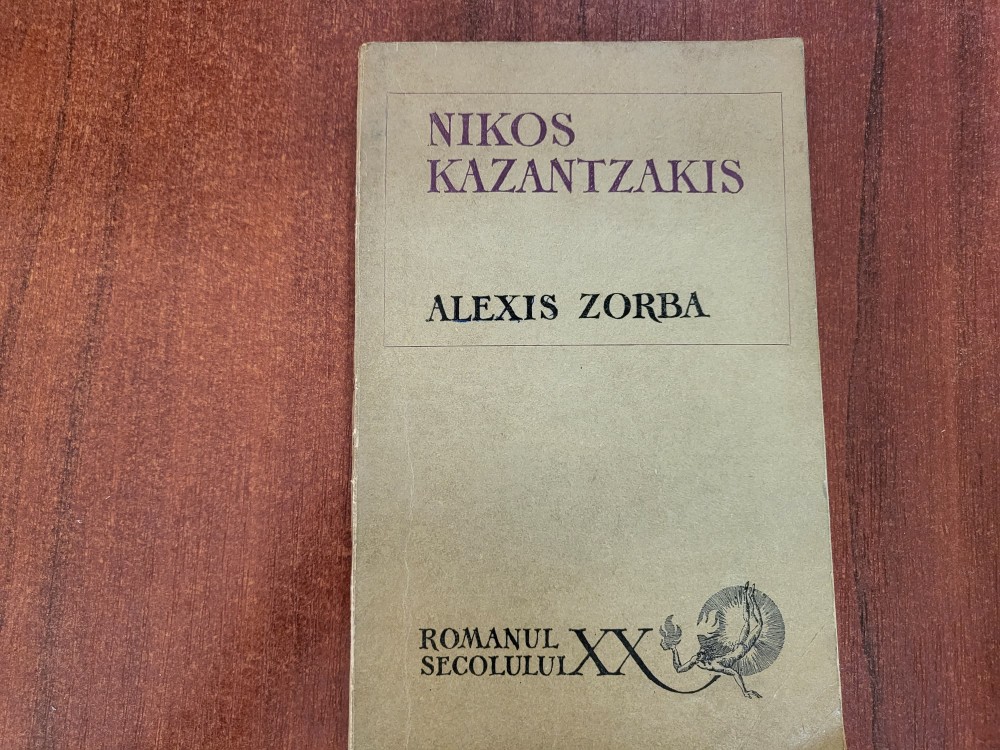 NIKOS
KAZANTZAKIS
ALEXIS ZORBA
ROMANUL
SECOLULUI XX